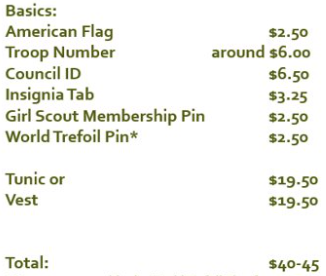 Basics:
American Flag $2.50
Troop Number around $6.00
Council ID $6.50
Insignia Tab $3.25
Girl Scout Membership Pin $2.50
World Trefoil Pin* $2.50
Tunic or $19.50
Vest $19.50
Total: $40-45